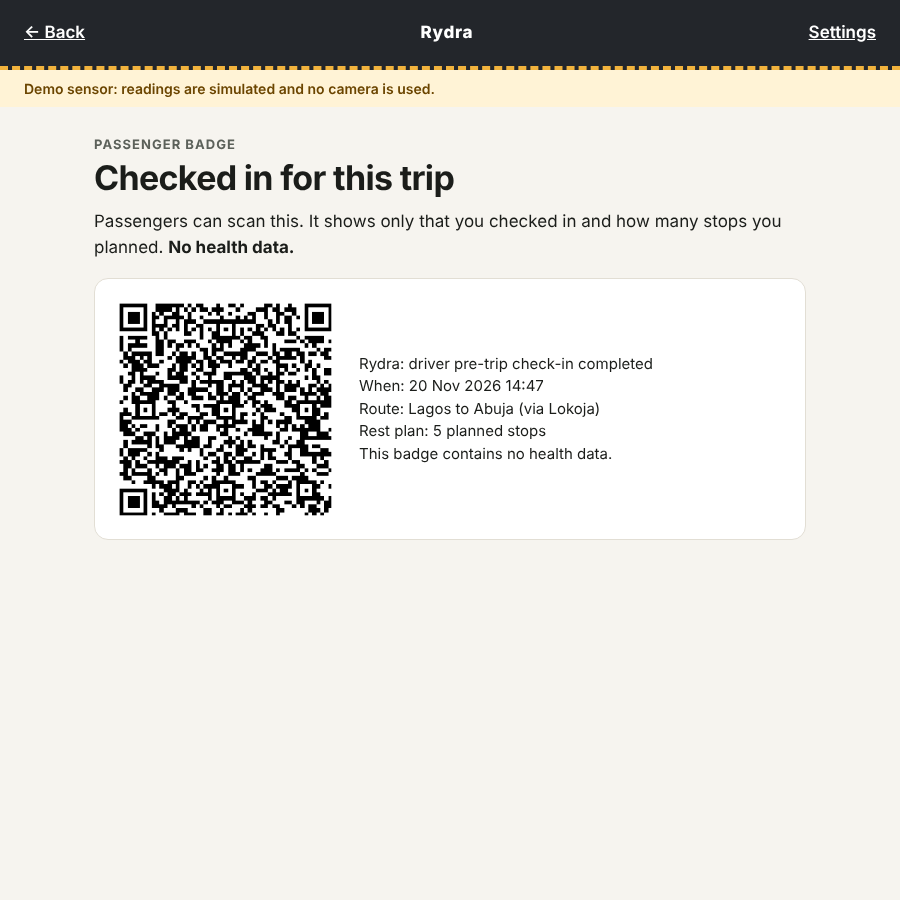 ← Back
Rydra
Settings
Demo sensor: readings are simulated and no camera is used.
PASSENGER BADGE
Checked in for this trip
Passengers can scan this. It shows only that you checked in and how many stops you
planned. No health data.
Rydra: driver pre-trip check-in completed
When: 20 Nov 2026 14:47
Route: Lagos to Abuja (via Lokoja)
Rest plan: 5 planned stops
This badge contains no health data.